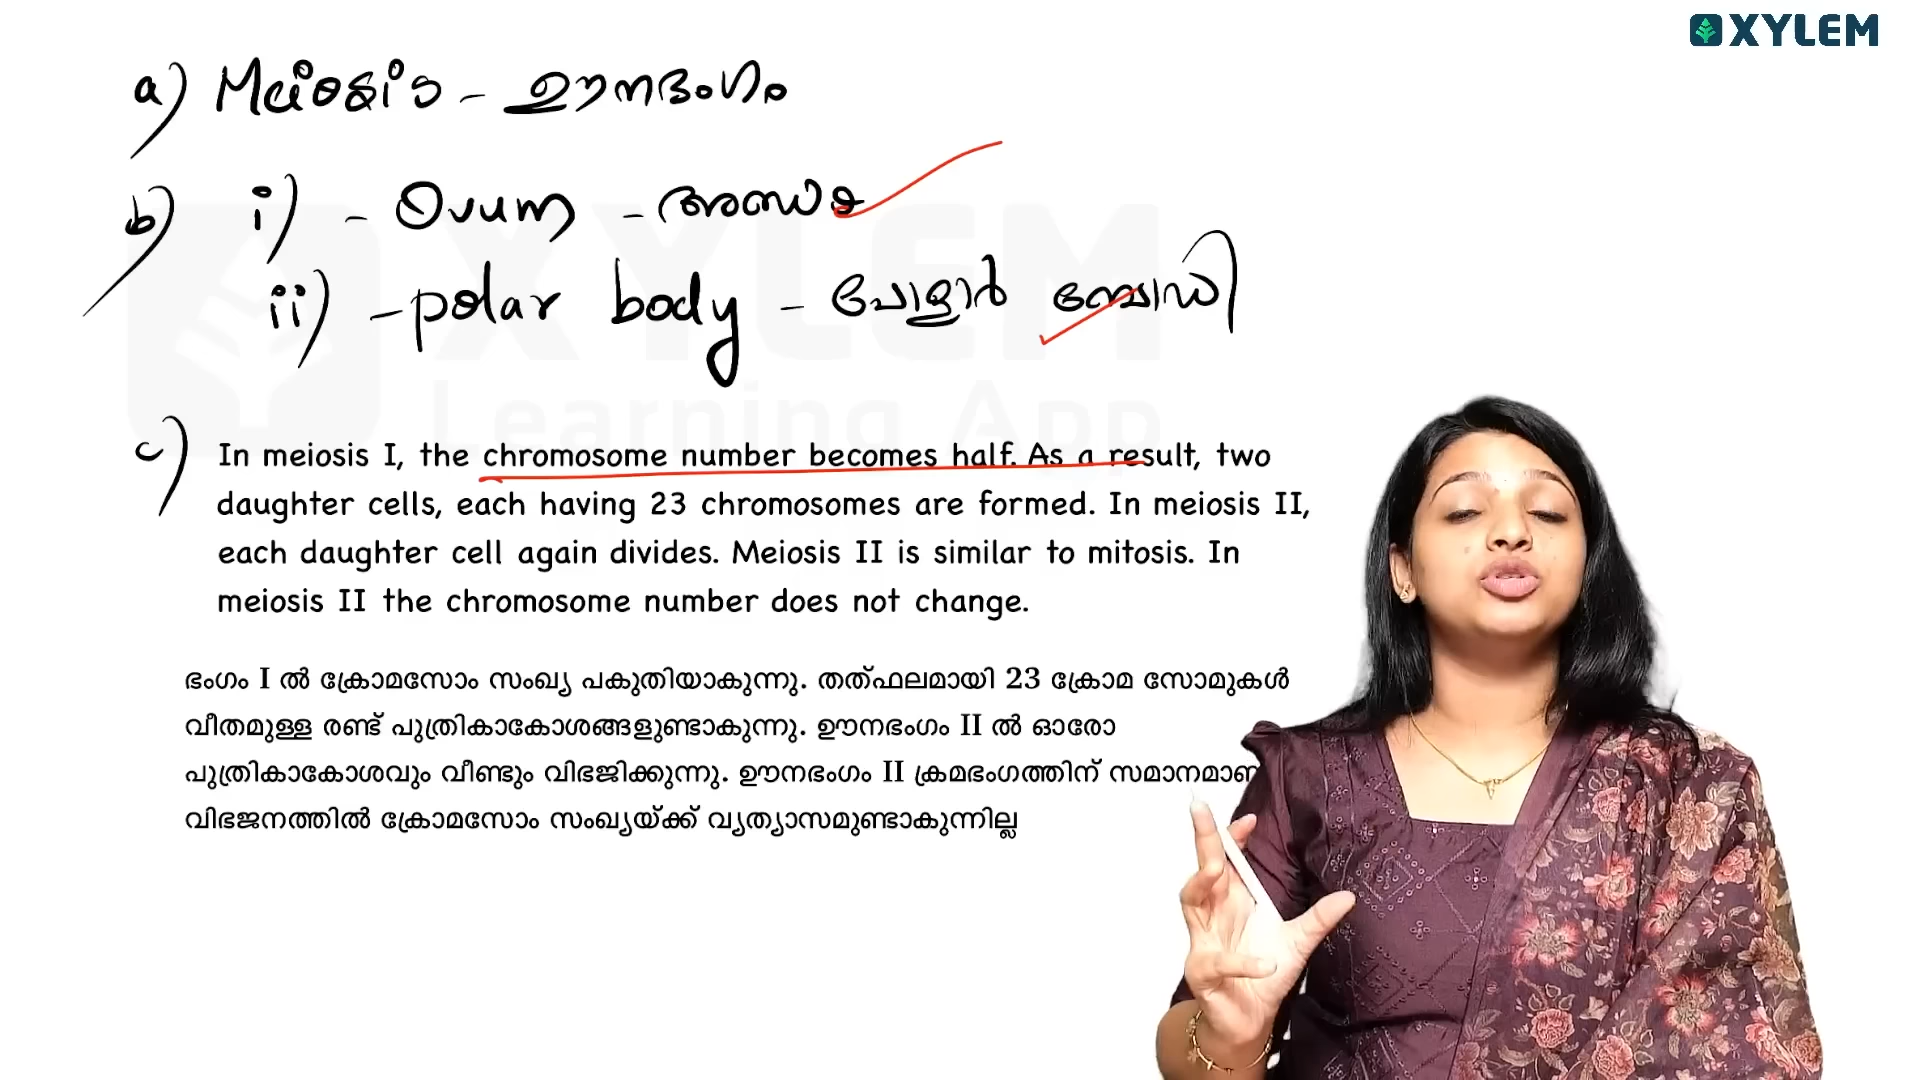 XYLEM
a) Meiosis - ഊനഭംഗം
b) i) - Ovum - അണ്ഡം
ii) - polar body - പോളാർ ബോഡി
XYLEM
Learning App
c) In meiosis I, the chromosome number becomes half. As a result, two
daughter cells, each having 23 chromosomes are formed. In meiosis II,
each daughter cell again divides. Meiosis II is similar to mitosis. In
meiosis II the chromosome number does not change.
ഭംഗം I ൽ ക്രോമസോം സംഖ്യ പകുതിയാകുന്നു. തത്ഫലമായി 23 ക്രോമ സോമുകൾ
വീതമുള്ള രണ്ട് പുത്രികാകോശങ്ങളുണ്ടാകുന്നു. ഊനഭംഗം II ൽ ഓരോ
പുത്രികാകോശവും വീണ്ടും വിഭജിക്കുന്നു. ഊനഭംഗം II ക്രമഭംഗത്തിന്
വിഭജനത്തിൽ ക്രോമസോം സംഖ്യയ്ക്ക് വ്യത്യാസമുണ്ടാകുന്നില്ല